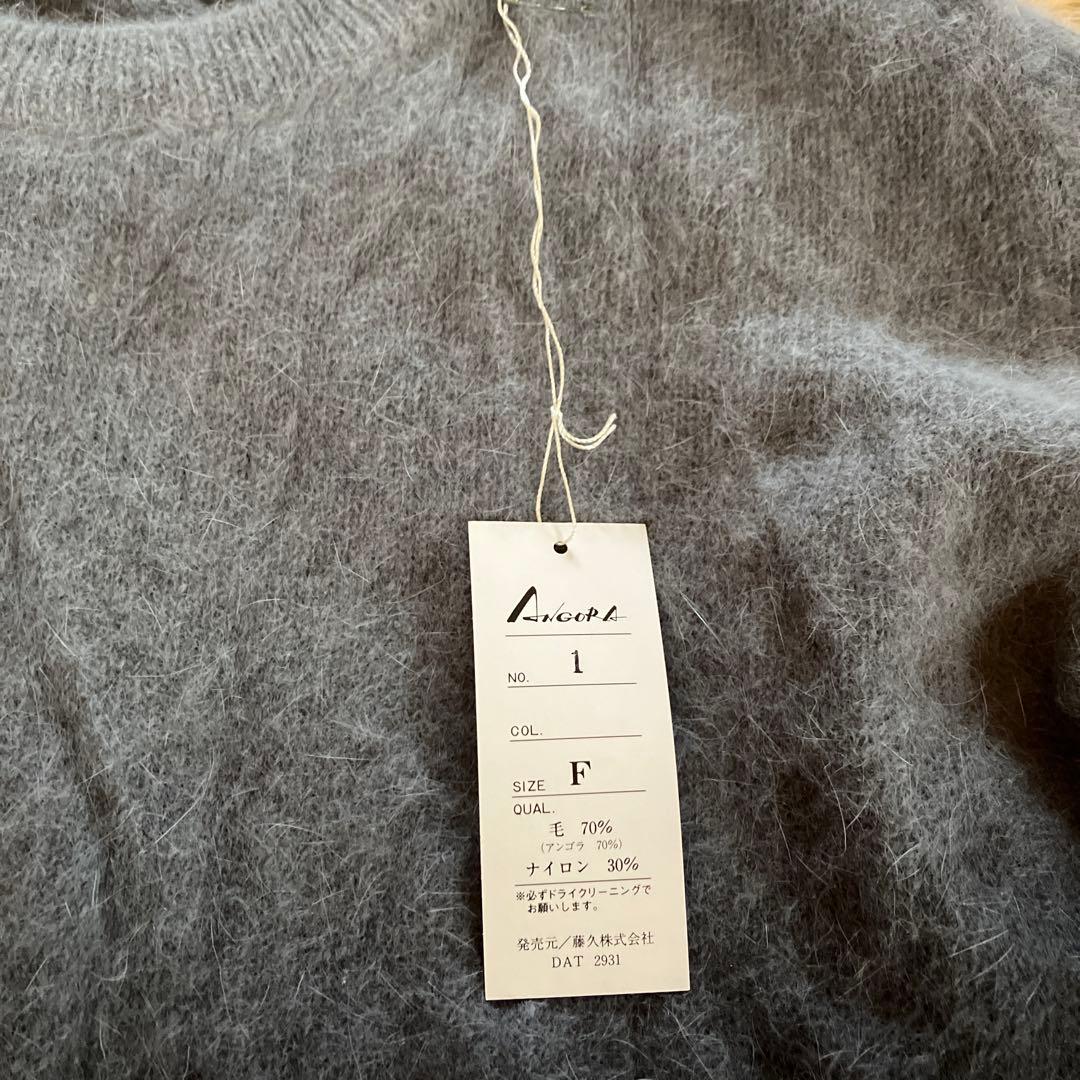 ANGORA
NO. 1
COL.
SIZE F
QUAL.
毛 70%
(アンゴラ 70%)
ナイロン 30%
※必ずドライクリーニングで
お願いします。
発売元/藤久株式会社
DAT 2931